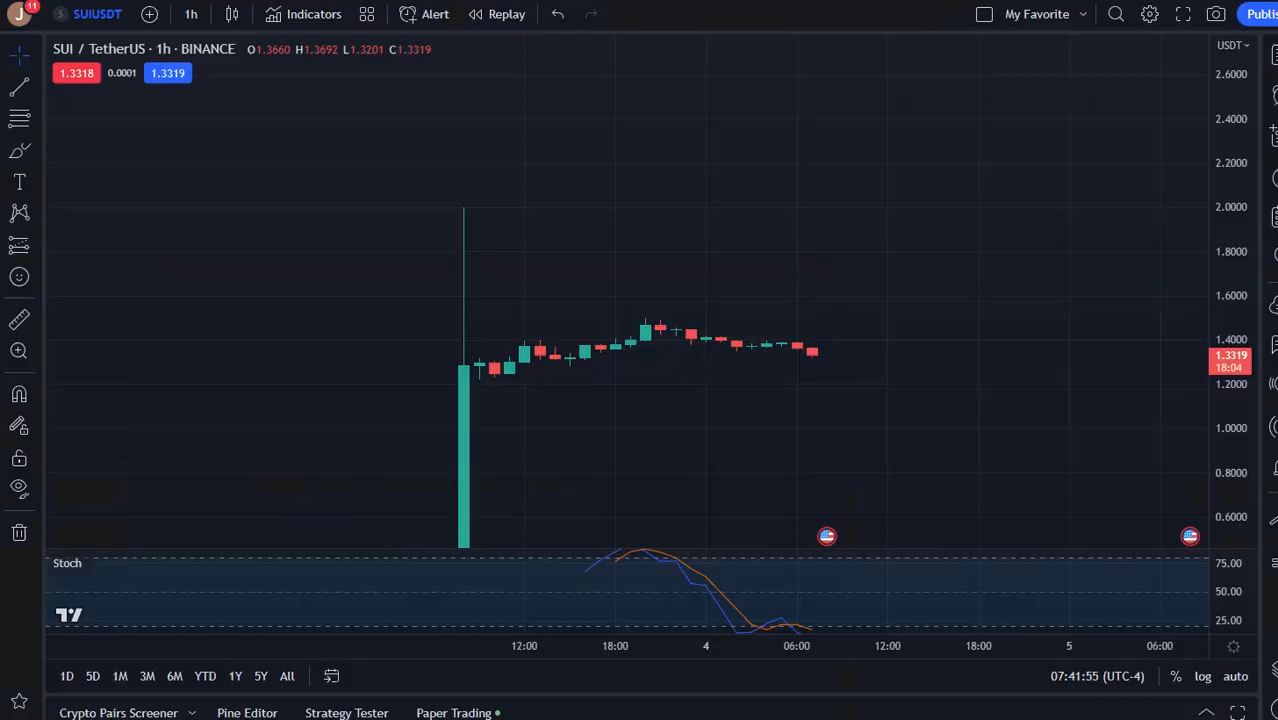 J 11 S SUIUSDT 1h Indicators Alert Replay My Favorite Publis
SUI / TetherUS · 1h · BINANCE O1.3660 H1.3692 L1.3201 C1.3319
1.3318 0.0001 1.3319
USDT
2.6000
2.4000
2.2000
2.0000
1.8000
1.6000
1.4000
1.3319
18:04
1.2000
1.0000
0.8000
0.6000
Stoch
75.00
50.00
25.00
12:00 18:00 4 06:00 12:00 18:00 5 06:00
1D 5D 1M 3M 6M YTD 1Y 5Y All 07:41:55 (UTC-4) % log auto
Crypto Pairs Screener Pine Editor Strategy Tester Paper Trading